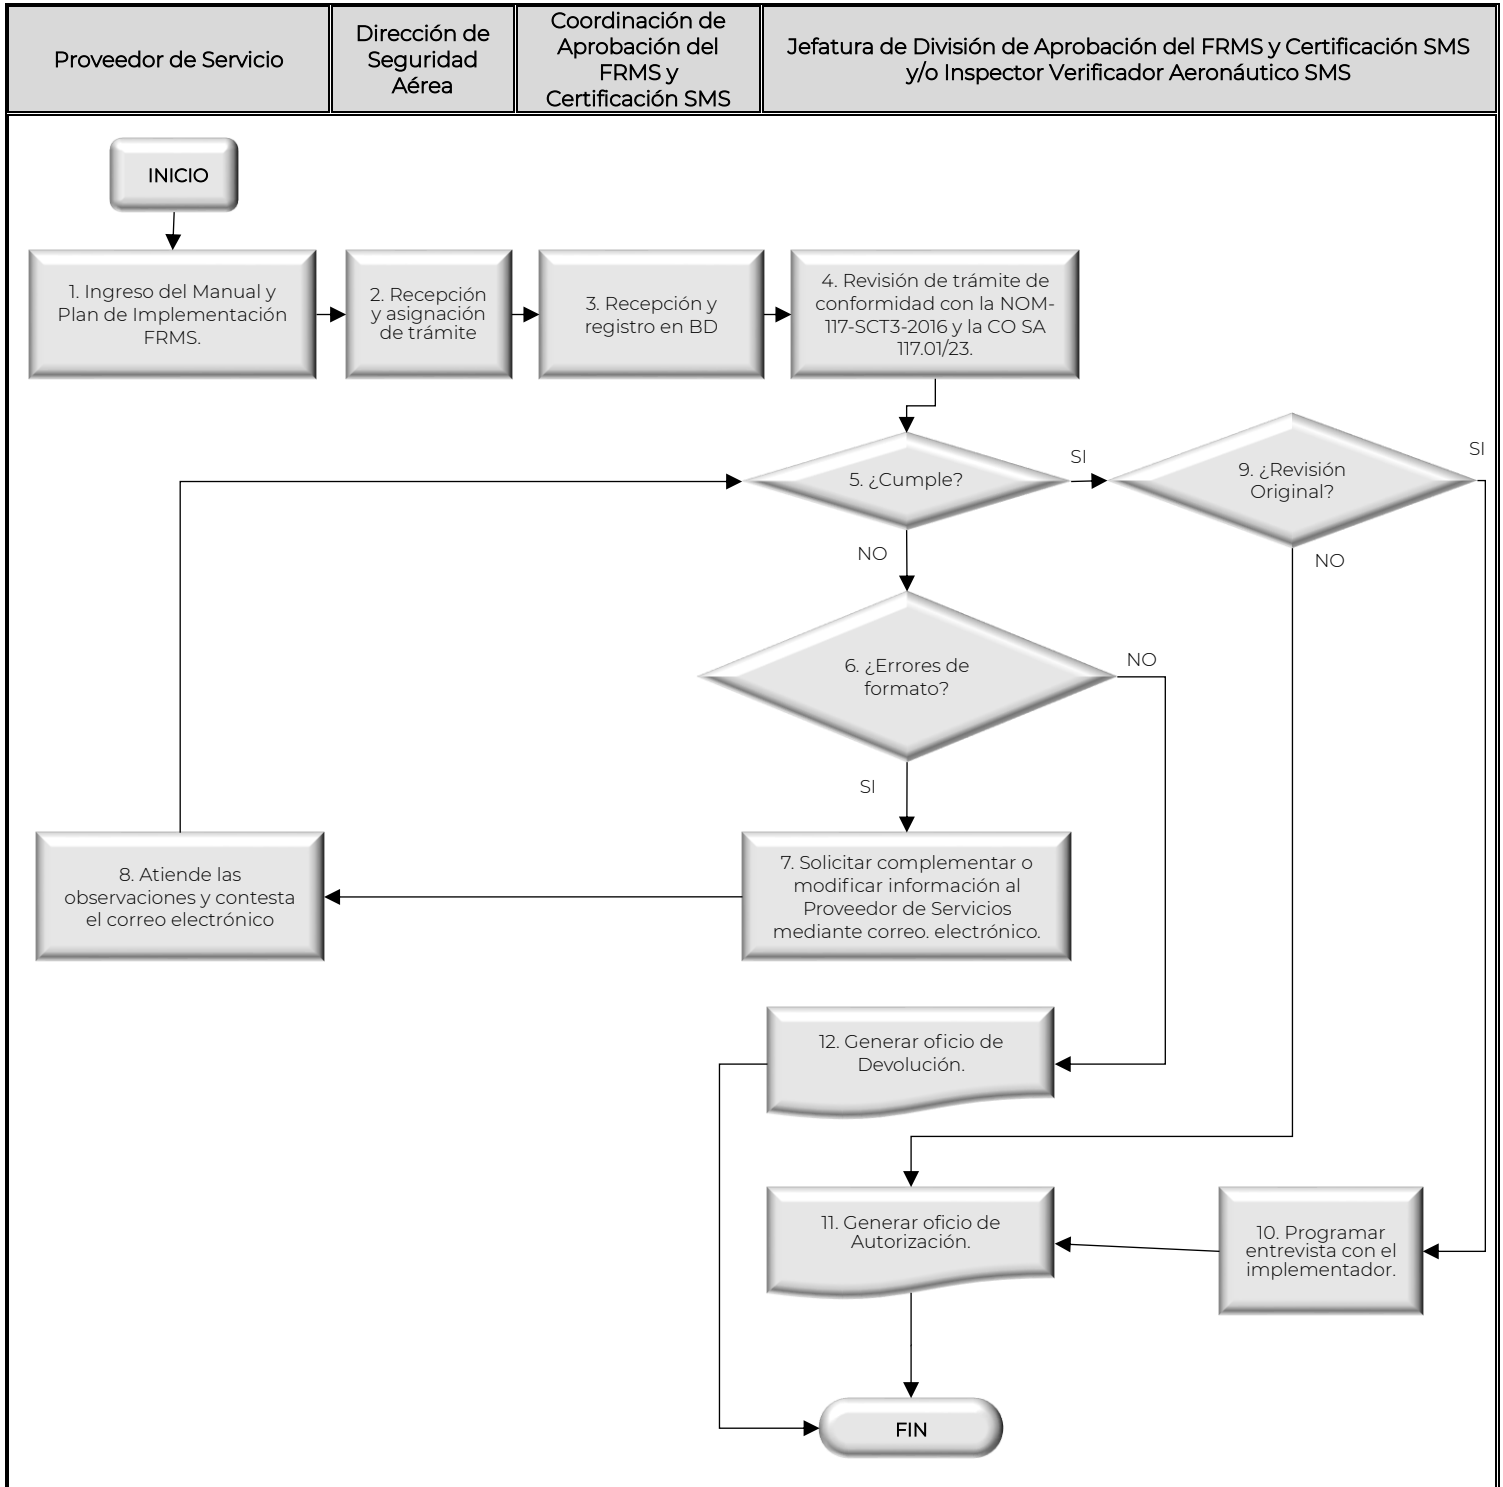 Proveedor de Servicio
Dirección de
Seguridad
Aérea
Coordinación de
Aprobación del
FRMS y
Certificación SMS
Jefatura de División de Aprobación del FRMS y Certificación SMS
y/o Inspector Verificador Aeronáutico SMS
INICIO
1. Ingreso del Manual y
Plan de Implementación
FRMS.
2. Recepción
y asignación
de trámite
3. Recepción y
registro en BD
4. Revisión de trámite de
conformidad con la NOM-
117-SCT3-2016 y la CO SA
117.01/23.
5. ¿Cumple?
SI
9. ¿Revisión
Original?
SI
NO
NO
6. ¿Errores de
formato?
NO
SI
7. Solicitar complementar o
modificar información al
Proveedor de Servicios
mediante correo. electrónico.
8. Atiende las
observaciones y contesta
el correo electrónico
12. Generar oficio de
Devolución.
11. Generar oficio de
Autorización.
10. Programar
entrevista con el
implementador.
FIN